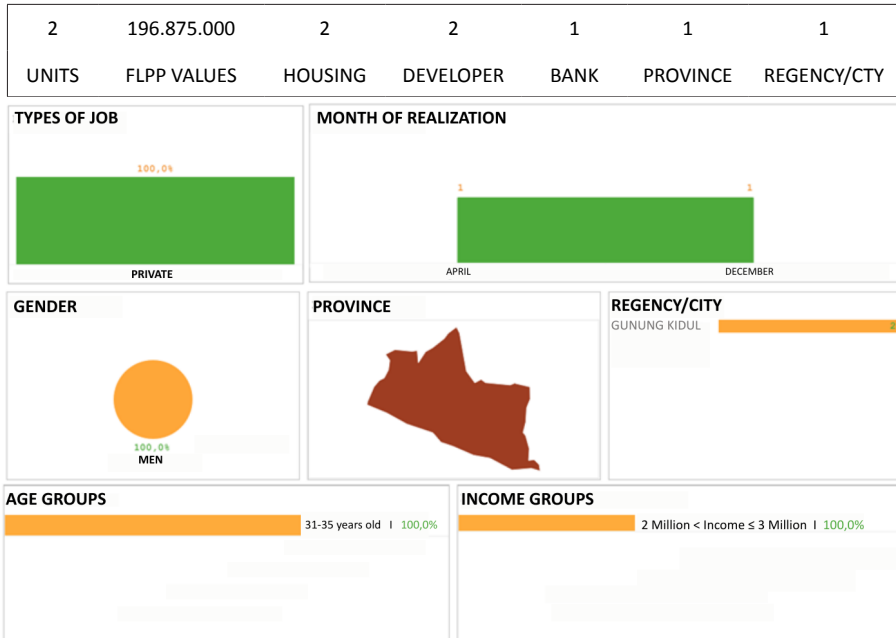 2 196.875.000 2 2 1 1 1
UNITS FLPP VALUES HOUSING DEVELOPER BANK PROVINCE REGENCY/CTY
TYPES OF JOB
100,0%
PRIVATE
MONTH OF REALIZATION
1 1
APRIL DECEMBER
GENDER
100,0%
MEN
PROVINCE
REGENCY/CITY
GUNUNG KIDUL 2
AGE GROUPS
31-35 years old I 100,0%
INCOME GROUPS
2 Million < Income ≤ 3 Million I 100,0%